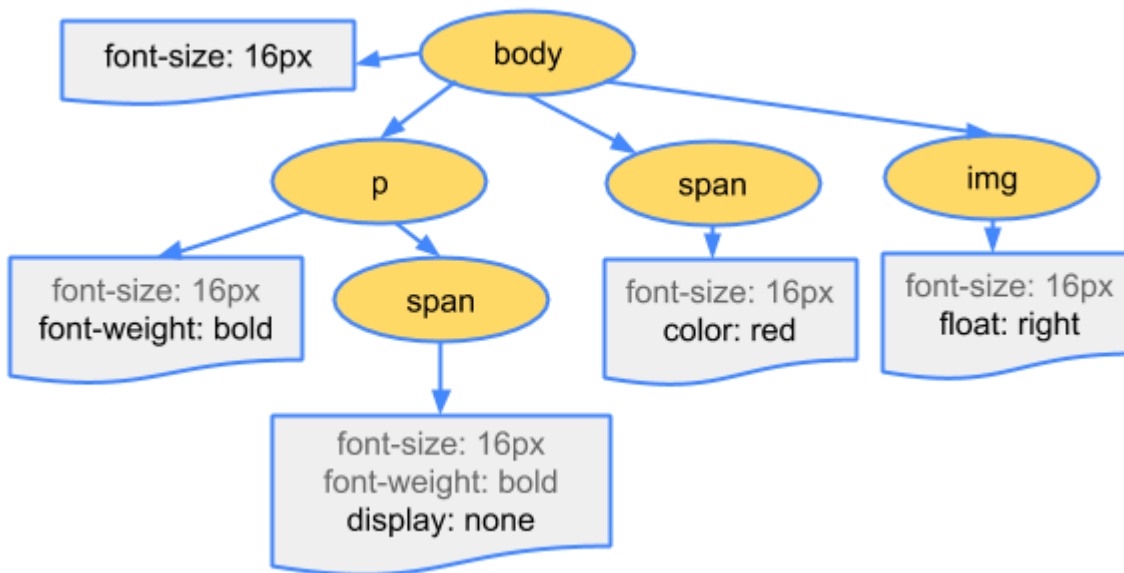 font-size: 16px
body
p
span
img
font-size: 16px
font-weight: bold
span
font-size: 16px
color: red
font-size: 16px
float: right
font-size: 16px
font-weight: bold
display: none